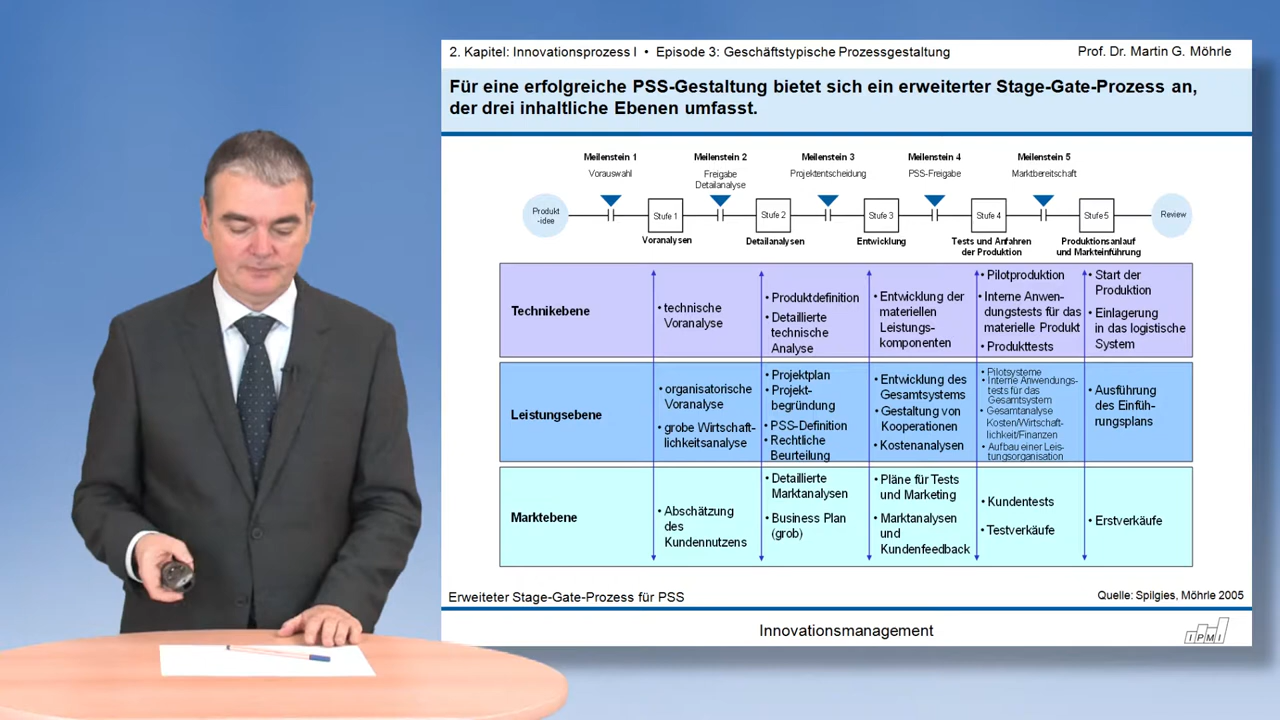 2. Kapitel: Innovationsprozess I • Episode 3: Geschäftstypische Prozessgestaltung
Prof. Dr. Martin G. Möhrle
Für eine erfolgreiche PSS-Gestaltung bietet sich ein erweiterter Stage-Gate-Prozess an,
der drei inhaltliche Ebenen umfasst.
Meilenstein 1
Vorauswahl
Meilenstein 2
Freigabe
Detailanalyse
Meilenstein 3
Projektentscheidung
Meilenstein 4
PSS-Freigabe
Meilenstein 5
Marktbereitschaft
Produkt
-idee
Stufe 1
Stufe 2
Stufe 3
Stufe 4
Stufe 5
Review
Voranalysen
Detailanalysen
Entwicklung
Tests und Anfahren
der Produktion
Produktionsanlauf
und Markteinführung
Technikebene
• technische
Voranalyse
• Produktdefinition
• Detaillierte
technische
Analyse
• Entwicklung der
materiellen
Leistungs-
komponenten
• Pilotproduktion
• Interne Anwen-
dungstests für das
materielle Produkt
• Produkttests
• Start der
Produktion
• Einlagerung
in das logistische
System
Leistungsebene
• organisatorische
Voranalyse
• grobe Wirtschaft-
lichkeitsanalyse
• Projektplan
• Projekt-
begründung
• PSS-Definition
• Rechtliche
Beurteilung
• Entwicklung des
Gesamtsystems
• Gestaltung von
Kooperationen
• Kostenanalysen
• Pilotsysteme
• Interne Anwendungs-
tests für das
Gesamtsystem
• Gesamtanalyse
Kosten/Wirtschaft-
lichkeit/Finanzen
• Aufbau einer Leis-
tungsorganisation
• Ausführung
des Einfüh-
rungsplans
Marktebene
• Abschätzung
des
Kundennutzens
• Detaillierte
Marktanalysen
• Business Plan
(grob)
• Pläne für Tests
und Marketing
• Marktanalysen
und
Kundenfeedback
• Kundentests
• Testverkäufe
• Erstverkäufe
Erweiterter Stage-Gate-Prozess für PSS
Quelle: Spilgies, Möhrle 2005
Innovationsmanagement
IPMI